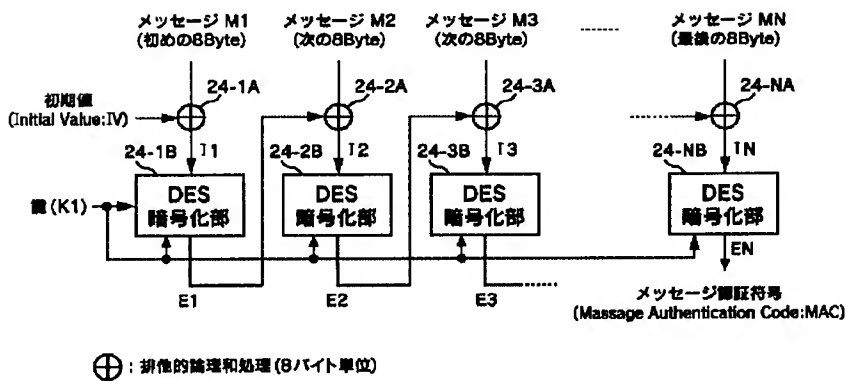 メッセージ M1 メッセージ M2 メッセージ M3 メッセージ MN
(初めの8Byte) (次の8Byte) (次の8Byte) (最後の8Byte)
24-1A 24-2A 24-3A 24-NA
初期値
(Initial Value:IV)
24-1B I1 24-2B I2 24-3B I3 24-NB IN
鍵(K1)
DES DES DES DES
暗号化部 暗号化部 暗号化部 暗号化部
EN
E1 E2 E3
メッセージ認証符号
(Massage Authentication Code:MAC)
⊕ : 排他的論理和処理 (8バイト単位)